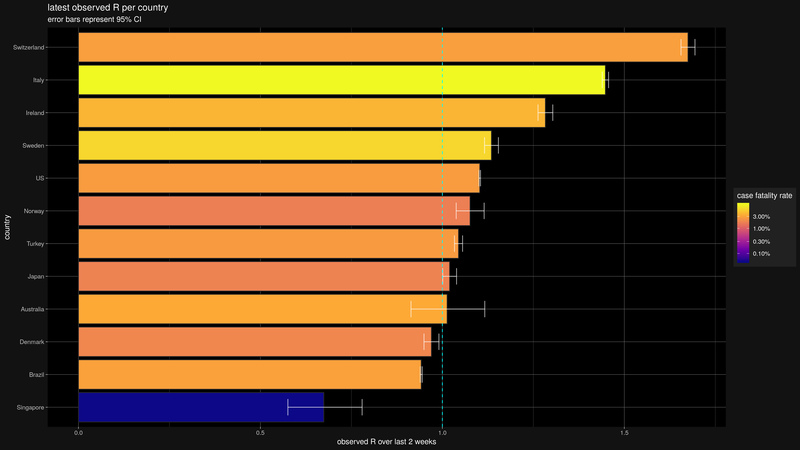 latest observed R per country
error bars represent 95% CI
country
Switzerland
Italy
Ireland
Sweden
US
Norway
Turkey
Japan
Australia
Denmark
Brazil
Singapore
0.0
0.5
1.0
1.5
observed R over last 2 weeks
case fatality rate
3.00%
1.00%
0.30%
0.10%